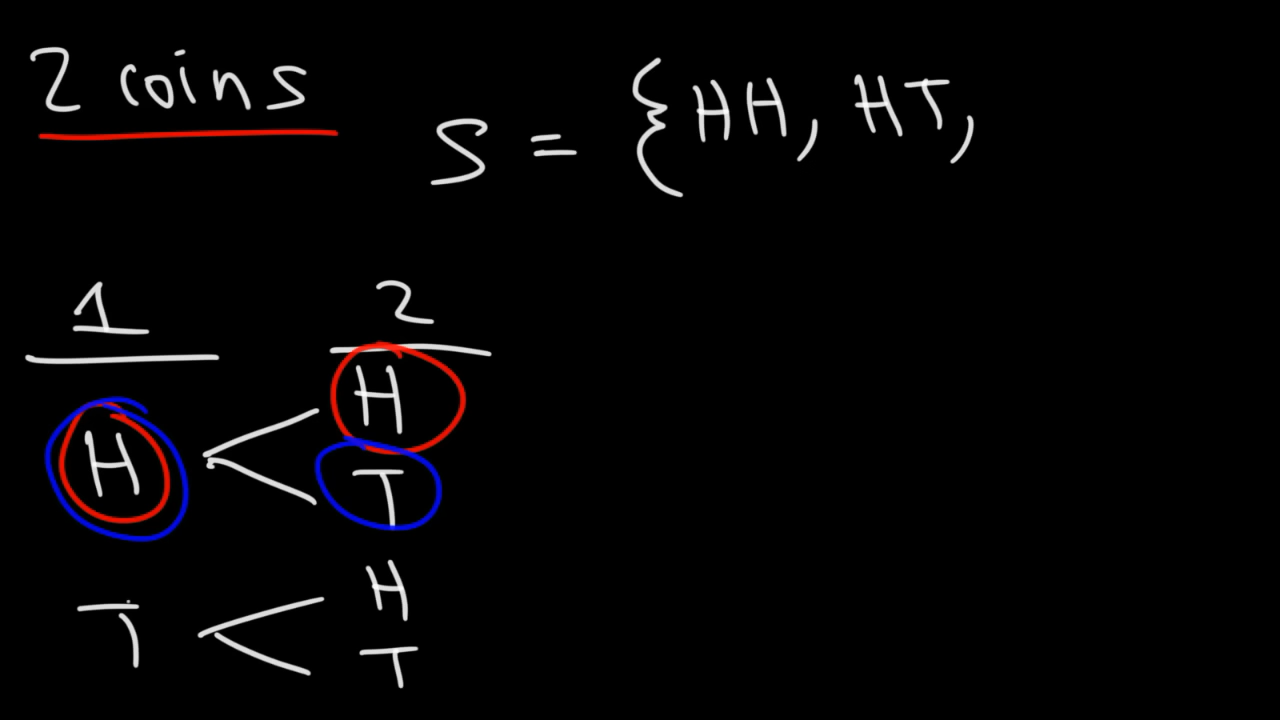 2 coins
S = { HH, HT,
1 2
H < H
T
T < H
T